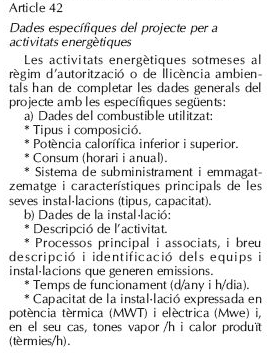 Article 42
Dades específiques del projecte per a
activitats energètiques
Les activitats energètiques sotmeses al
règim d'autorització o de llicència ambien-
tals han de completar les dades generals del
projecte amb les específiques següents:
a) Dades del combustible utilitzat:
* Tipus i composició.
* Potència calorífica inferior i superior.
* Consum (horari i anual).
* Sistema de subministrament i emmagat-
zematge i característiques principals de les
seves instal·lacions (tipus, capacitat).
b) Dades de la instal·lació:
* Descripció de l'activitat.
* Processos principal i associats, i breu
descripció i identificació dels equips i
instal·lacions que generen emissions.
* Temps de funcionament (d/any i h/dia).
* Capacitat de la instal·lació expressada en
potència tèrmica (MWT) i elèctrica (Mwe) i,
en el seu cas, tones vapor /h i calor produït
(tèrmies/h).